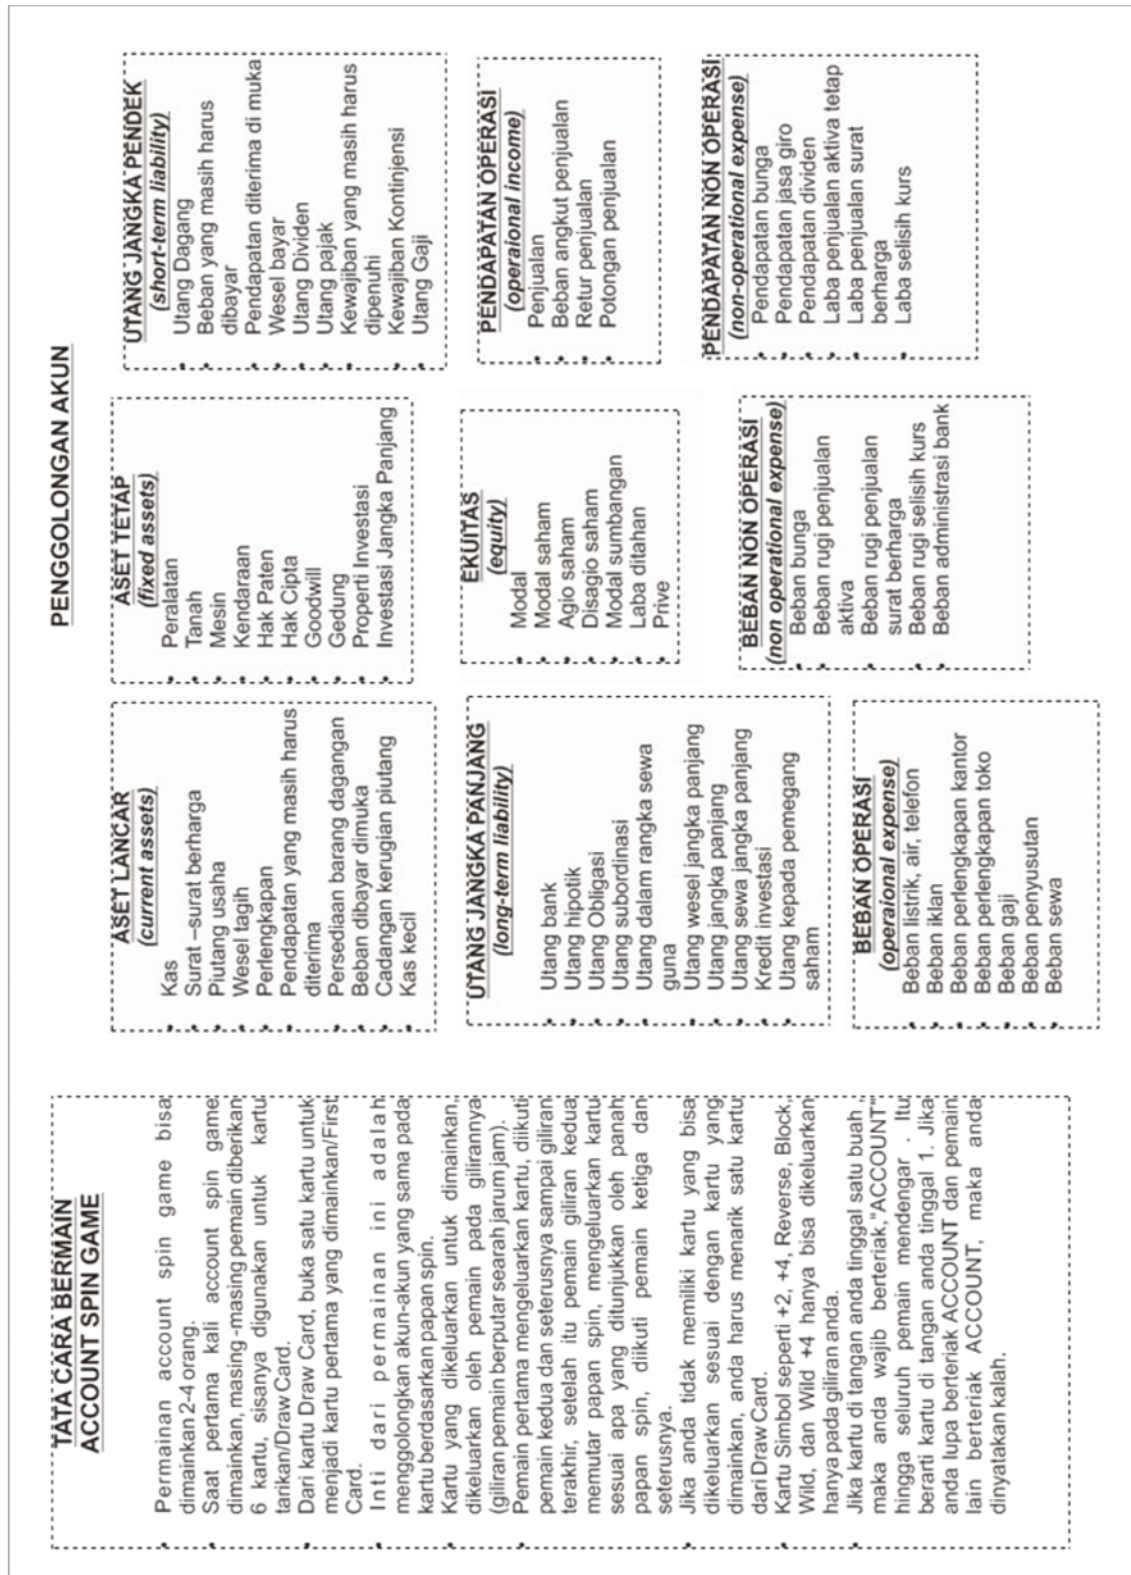 TATA CARA BERMAIN
ACCOUNT SPIN GAME
Permainan account spin game bisa
dimainkan 2-4 orang.
Saat pertama kali account spin game
dimainkan, masing-masing pemain diberikan
6 kartu, sisanya digunakan untuk kartu
tarikan/Draw Card.
Dari kartu Draw Card, buka satu kartu untuk
menjadi kartu pertama yang dimainkan/First
Card.
Inti dari permainan ini adalah
menggolongkan akun-akun yang sama pada
kartu berdasarkan papan spin.
Kartu yang dikeluarkan untuk dimainkan,
dikeluarkan oleh pemain pada gilirannya
(giliran pemain berputar searah jarum jam).
Pemain pertama mengeluarkan kartu, diikuti
pemain kedua dan seterusnya sampai giliran
terakhir, setelah itu pemain giliran kedua
memutar papan spin, mengeluarkan kartu
sesuai apa yang ditunjukkan oleh panah
papan spin, diikuti pemain ketiga dan
seterusnya.
Jika anda tidak memiliki kartu yang bisa
dikeluarkan sesuai dengan kartu yang
dimainkan, anda harus menarik satu kartu
dari Draw Card.
Kartu Simbol seperti +2, +4, Reverse, Block,
Wild, dan Wild +4 hanya bisa dikeluarkan
hanya pada giliran anda.
Jika kartu di tangan anda tinggal satu buah ,
maka anda wajib berteriak,"ACCOUNT"
hingga seluruh pemain mendengar . Itu
berarti kartu di tangan anda tinggal 1. Jika
anda lupa berteriak ACCOUNT dan pemain
lain berteriak ACCOUNT, maka anda
dinyatakan kalah.
PENGGOLONGAN AKUN
ASET LANCAR
(current assets)
Kas
Surat –surat berharga
Piutang usaha
Wesel tagih
Perlengkapan
Pendapatan yang masih harus
diterima
Persediaan barang dagangan
Beban dibayar dimuka
Cadangan kerugian piutang
Kas kecil
ASET TETAP
(fixed assets)
Peralatan
Tanah
Mesin
Kendaraan
Hak Paten
Hak Cipta
Goodwill
Gedung
Properti Investasi
Investasi Jangka Panjang
UTANG JANGKA PENDEK
(short-term liability)
Utang Dagang
Beban yang masih harus
dibayar
Pendapatan diterima di muka
Wesel bayar
Utang Dividen
Utang pajak
Kewajiban yang masih harus
dipenuhi
Kewajiban Kontinjensi
Utang Gaji
UTANG JANGKA PANJANG
(long-term liability)
Utang bank
Utang hipotik
Utang Obligasi
Utang subordinasi
Utang dalam rangka sewa
guna
Utang wesel jangka panjang
Utang jangka panjang
Utang sewa jangka panjang
Kredit investasi
Utang kepada pemegang
saham
EKUITAS
(equity)
Modal
Modal saham
Agio saham
Disagio saham
Modal sumbangan
Laba ditahan
Prive
PENDAPATAN OPERASI
(operaional income)
Penjualan
Beban angkut penjualan
Retur penjualan
Potongan penjualan
BEBAN OPERASI
(operaional expense)
Beban listrik, air, telefon
Beban iklan
Beban perlengkapan kantor
Beban perlengkapan toko
Beban gaji
Beban penyusutan
Beban sewa
BEBAN NON OPERASI
(non operational expense)
Beban bunga
Beban rugi penjualan
aktiva
Beban rugi penjualan
surat berharga
Beban rugi selisih kurs
Beban administrasi bank
PENDAPATAN NON OPERASI
(non-operational expense)
Pendapatan bunga
Pendapatan jasa giro
Pendapatan dividen
Laba penjualan aktiva tetap
Laba penjualan surat
berharga
Laba selisih kurs